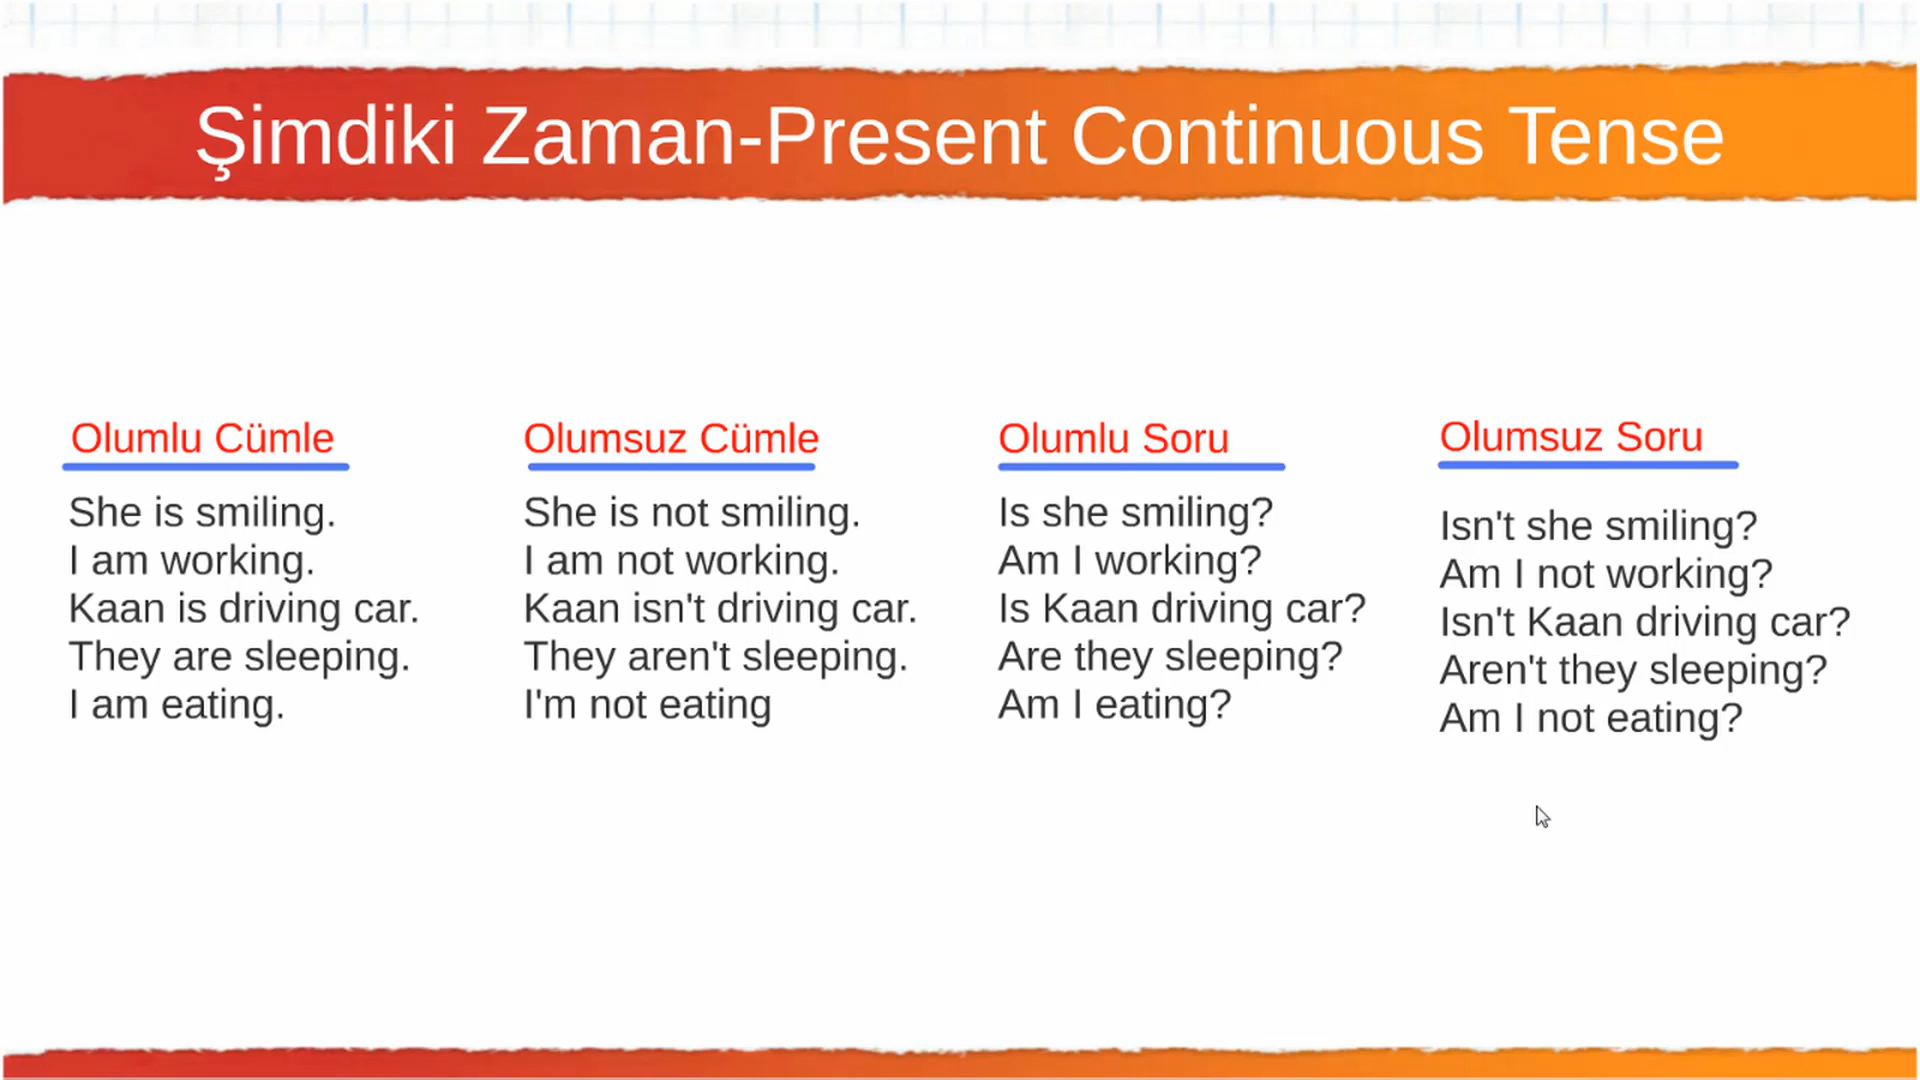 Şimdiki Zaman-Present Continuous Tense
Olumlu Cümle
She is smiling.
I am working.
Kaan is driving car.
They are sleeping.
I am eating.
Olumsuz Cümle
She is not smiling.
I am not working.
Kaan isn't driving car.
They aren't sleeping.
I'm not eating
Olumlu Soru
Is she smiling?
Am I working?
Is Kaan driving car?
Are they sleeping?
Am I eating?
Olumsuz Soru
Isn't she smiling?
Am I not working?
Isn't Kaan driving car?
Aren't they sleeping?
Am I not eating?